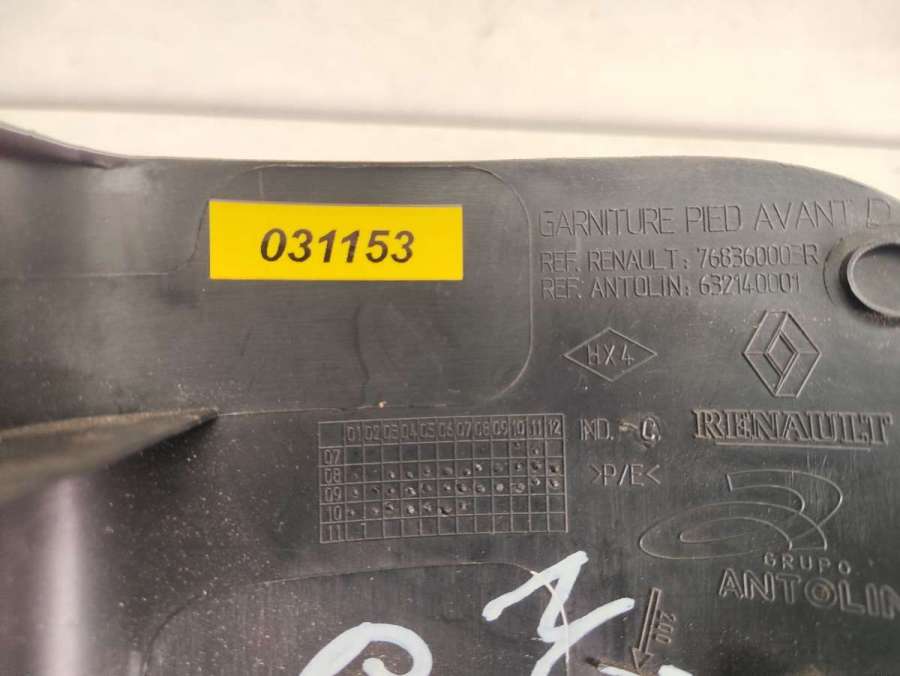 031153
GARNITURE PIED AVANT D
REF. RENAULT: 768360003R
REF. ANTOLIN: 632140001
HX4
RENAULT
01 02 03 04 05 06 07 08 09 10 11 12
07
08
09
10
11
IND. C
>P/E<
GRUPO
ANTOLIN
200